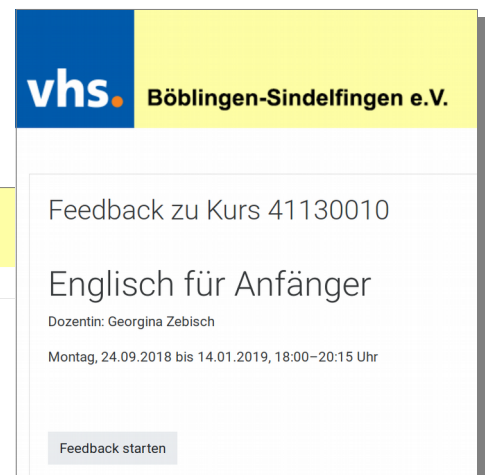 vhs.
Böblingen-Sindelfingen e.V.
Feedback zu Kurs 41130010
Englisch für Anfänger
Dozentin: Georgina Zebisch
Montag, 24.09.2018 bis 14.01.2019, 18:00–20:15 Uhr
Feedback starten